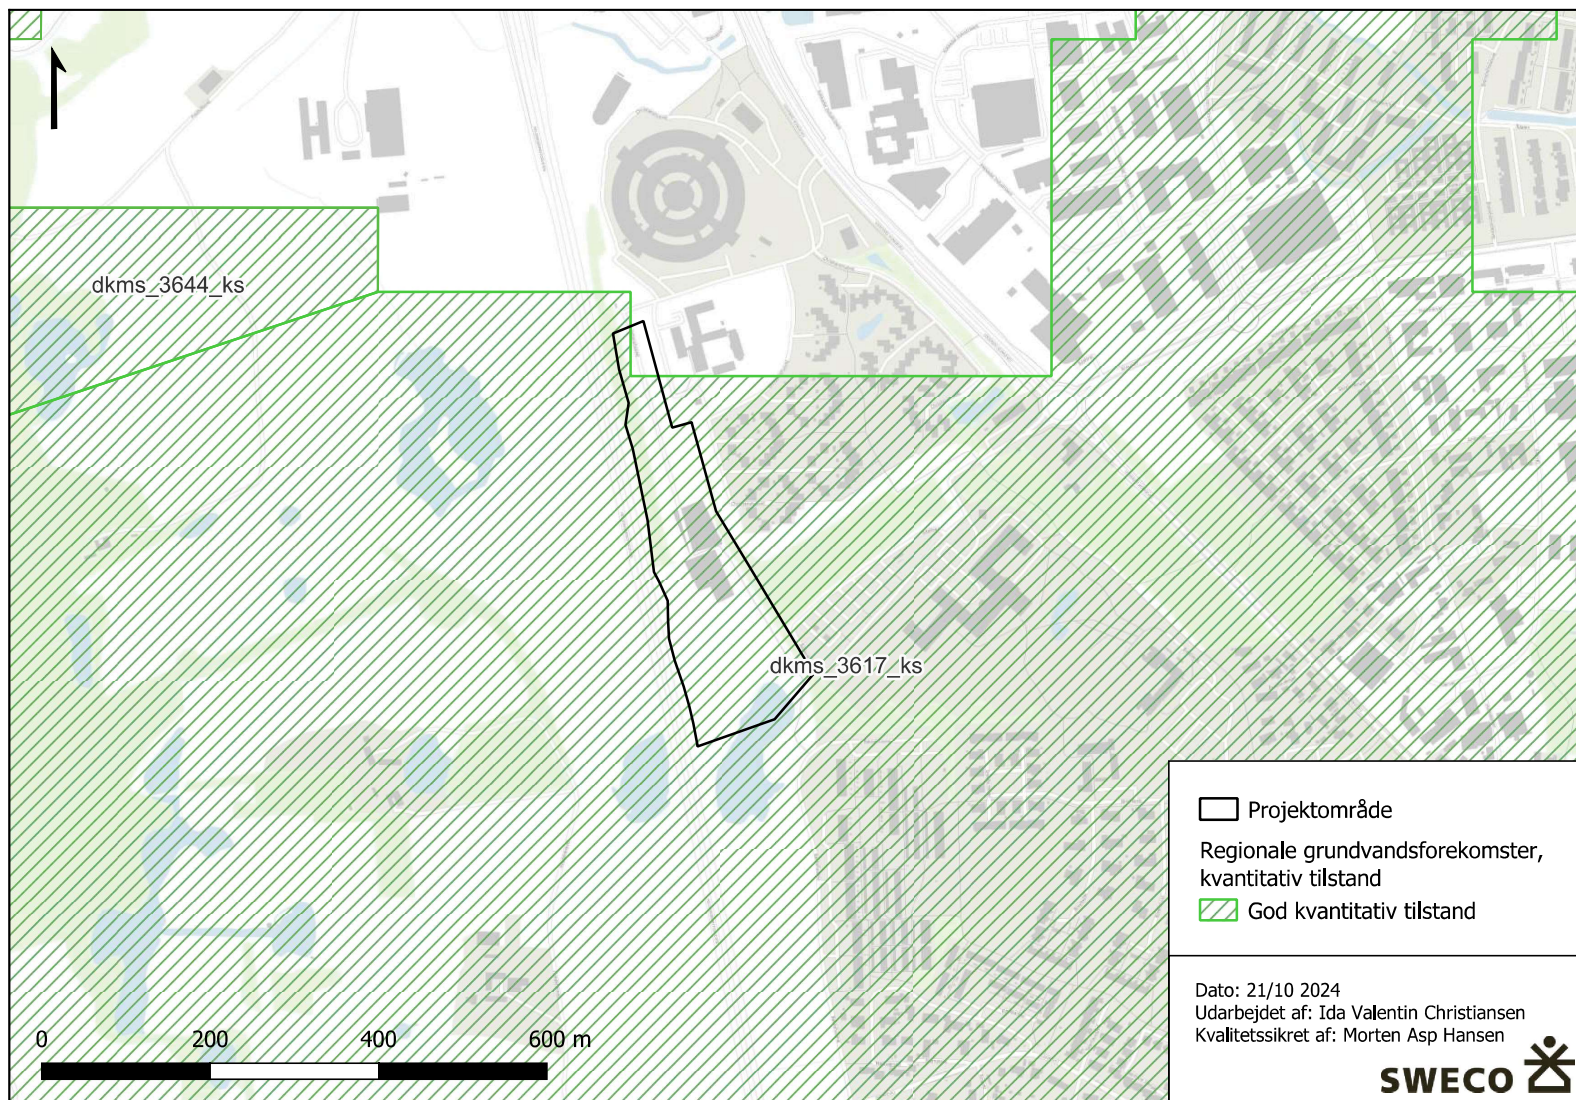 dkms_3644_ks
dkms_3617_ks
Projektområde
Regionale grundvandsforekomster,
kvantitativ tilstand
God kvantitativ tilstand
Dato: 21/10 2024
Udarbejdet af: Ida Valentin Christiansen
Kvalitetssikret af: Morten Asp Hansen
SWECO
0 200 400 600 m